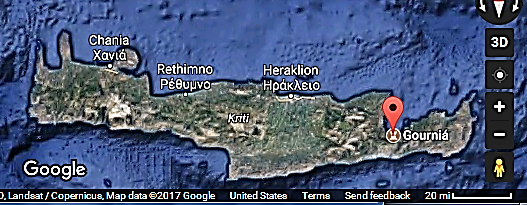 Chania
Χανιά
3D
Rethimno
Ρέθυμνο
Heraklion
Ηράκλειο
Kriti
Gourniá
Google
Landsat / Copernicus, Map data ©2017 Google United States Terms Send feedback 20 mi